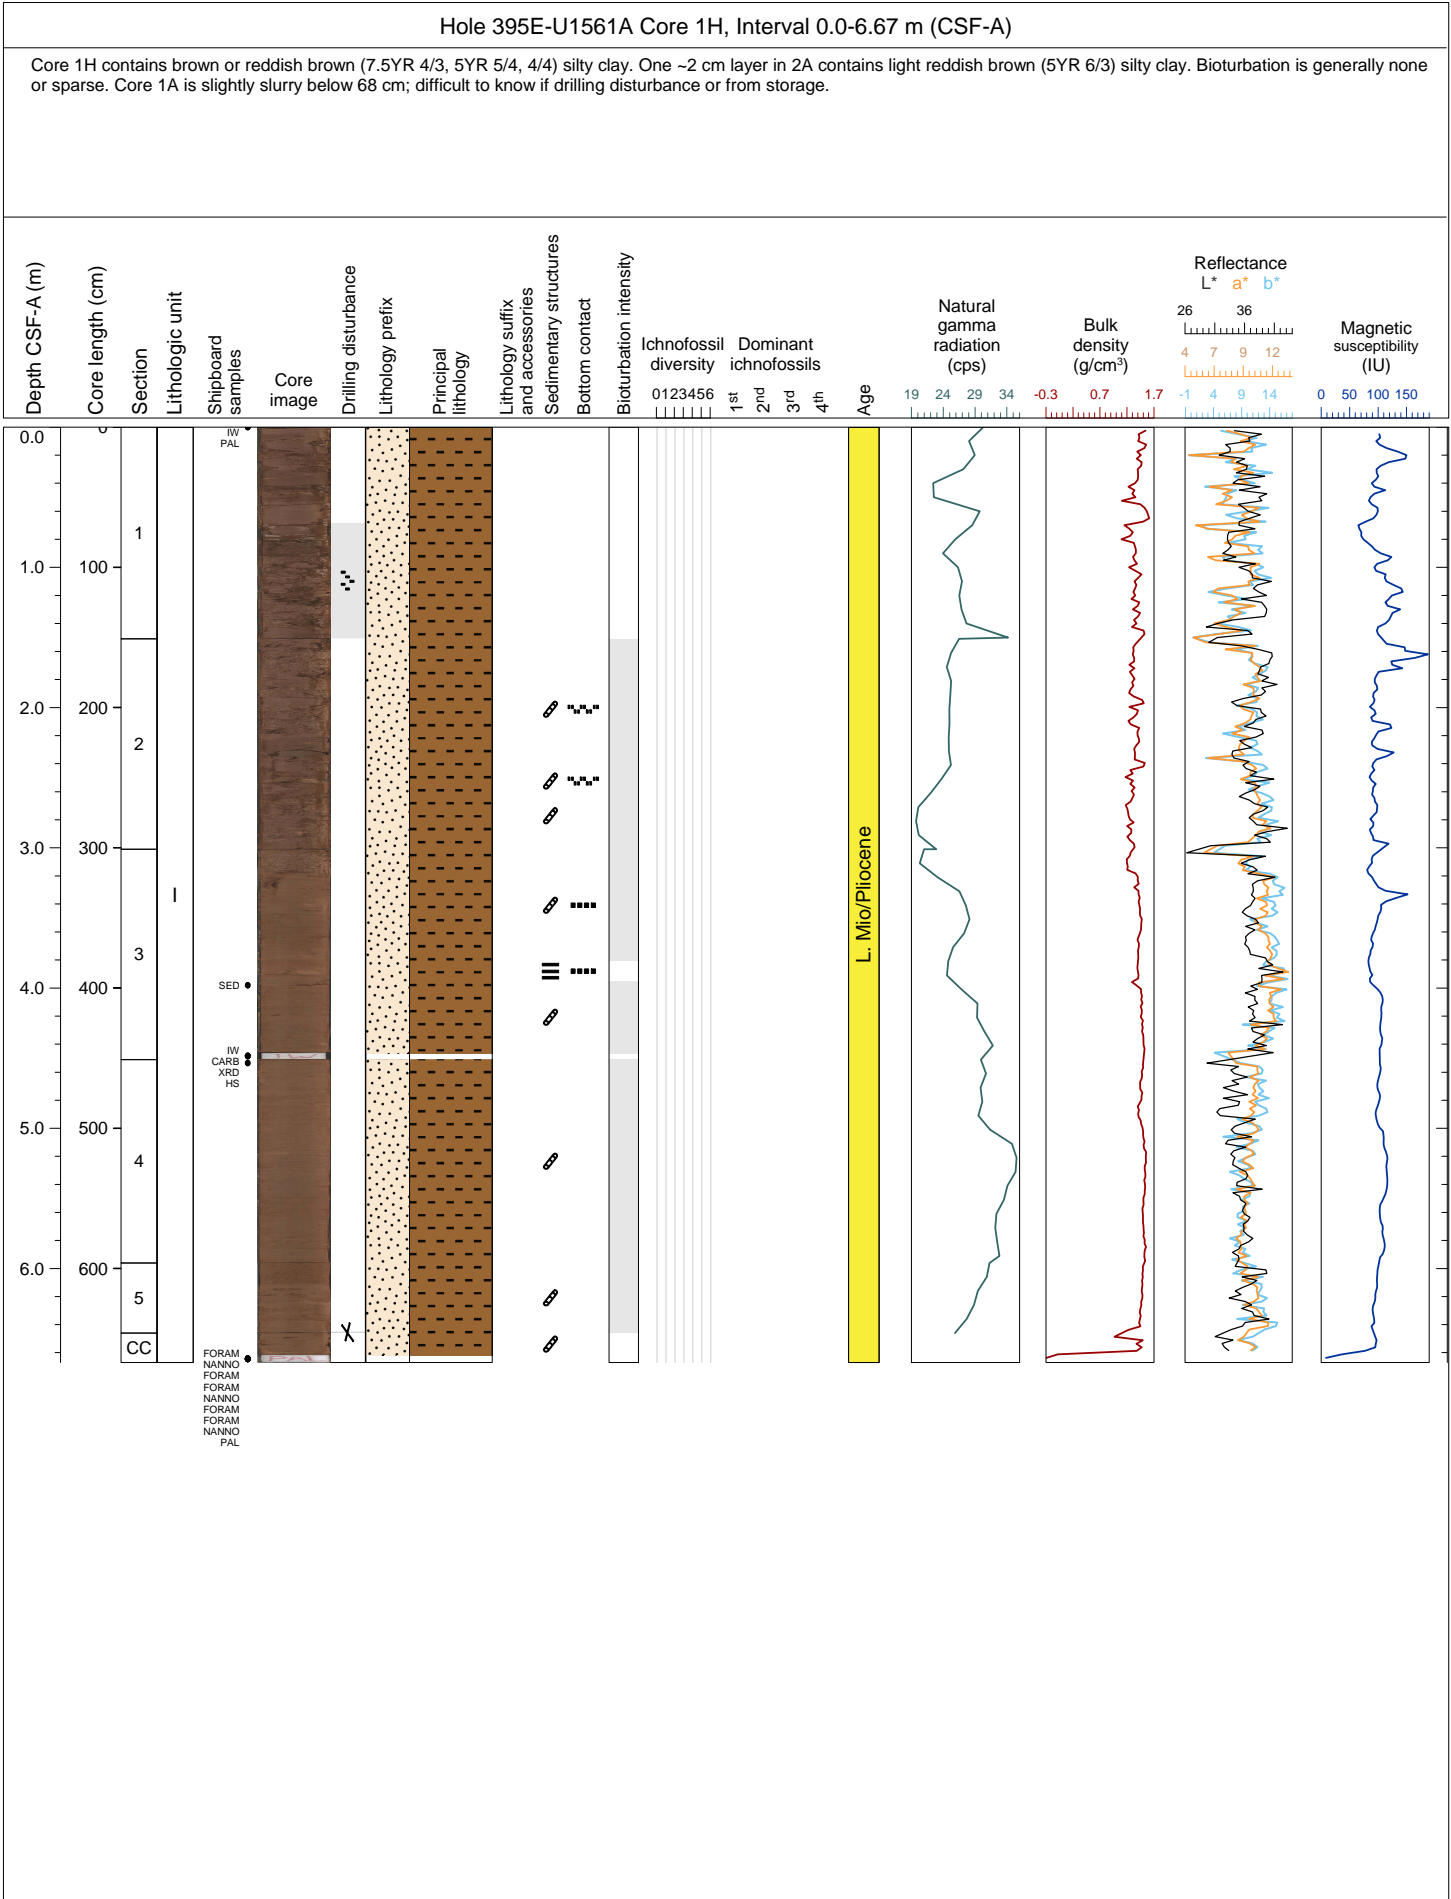 Hole 395E-U1561A Core 1H, Interval 0.0-6.67 m (CSF-A)
Core 1H contains brown or reddish brown (7.5YR 4/3, 5YR 5/4, 4/4) silty clay. One ~2 cm layer in 2A contains light reddish brown (5YR 6/3) silty clay. Bioturbation is generally none
or sparse. Core 1A is slightly slurry below 68 cm; difficult to know if drilling disturbance or from storage.
Depth CSF-A (m)
Core length (cm)
Section
Lithologic unit
Shipboard
samples
Core
image
Drilling disturbance
Lithology prefix
Principal
lithology
Lithology suffix
and accessories
Sedimentary structures
Bottom contact
Bioturbation intensity
Ichnofossil
diversity
0123456
Dominant
ichnofossils
1st
2nd
3rd
4th
Age
Natural
gamma
radiation
(cps)
19 24 29 34
Bulk
density
(g/cm³)
-0.3 0.7 1.7
Reflectance
L* a* b*
26 36
4 7 9 12
-1 4 9 14
Magnetic
susceptibility
(IU)
0 50 100 150
0.0
1.0
2.0
3.0
4.0
5.0
6.0
0
100
200
300
400
500
600
1
2
3
4
5
CC
I
IW
PAL
SED
IW
CARB
XRD
HS
FORAM
NANNO
FORAM
FORAM
NANNO
FORAM
FORAM
NANNO
PAL
L. Mio/Pliocene